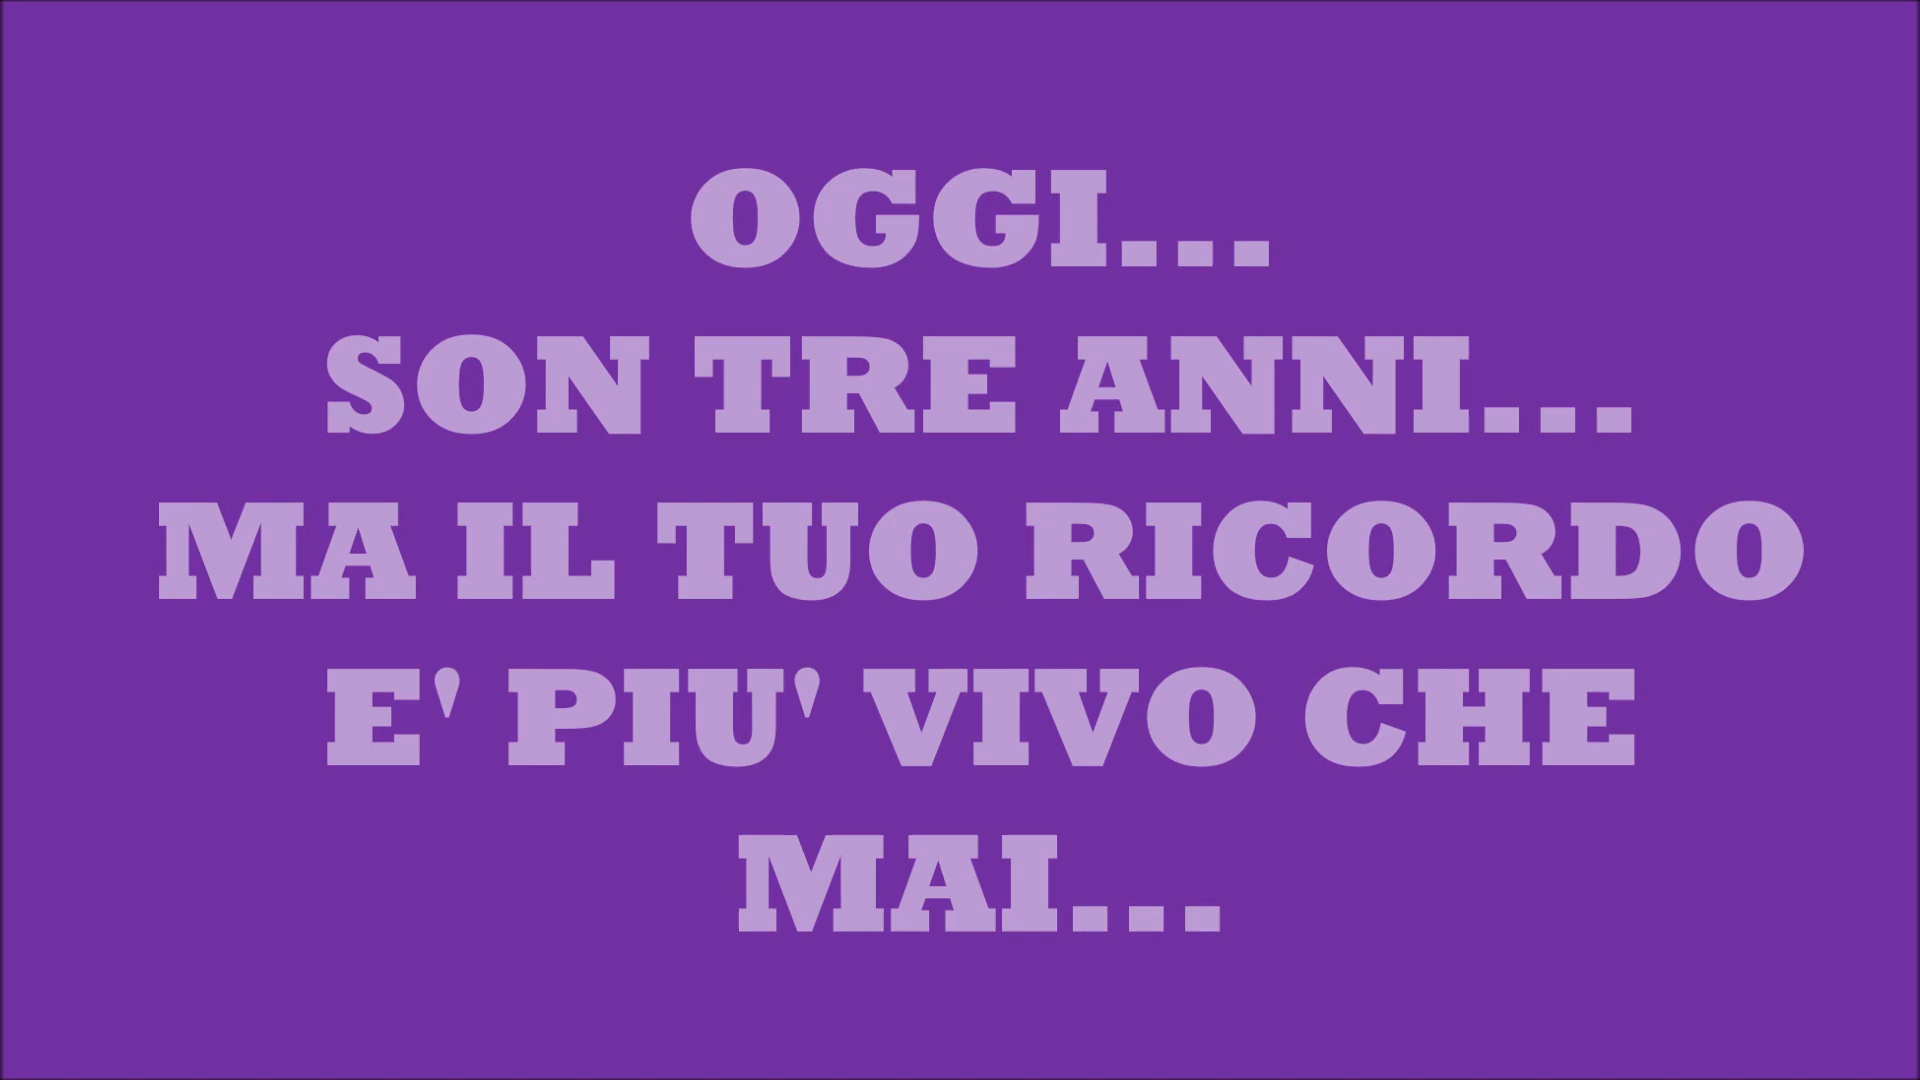 OGGI...
SON TRE ANNI...
MA IL TUO RICORDO
E' PIU' VIVO CHE
MAI...